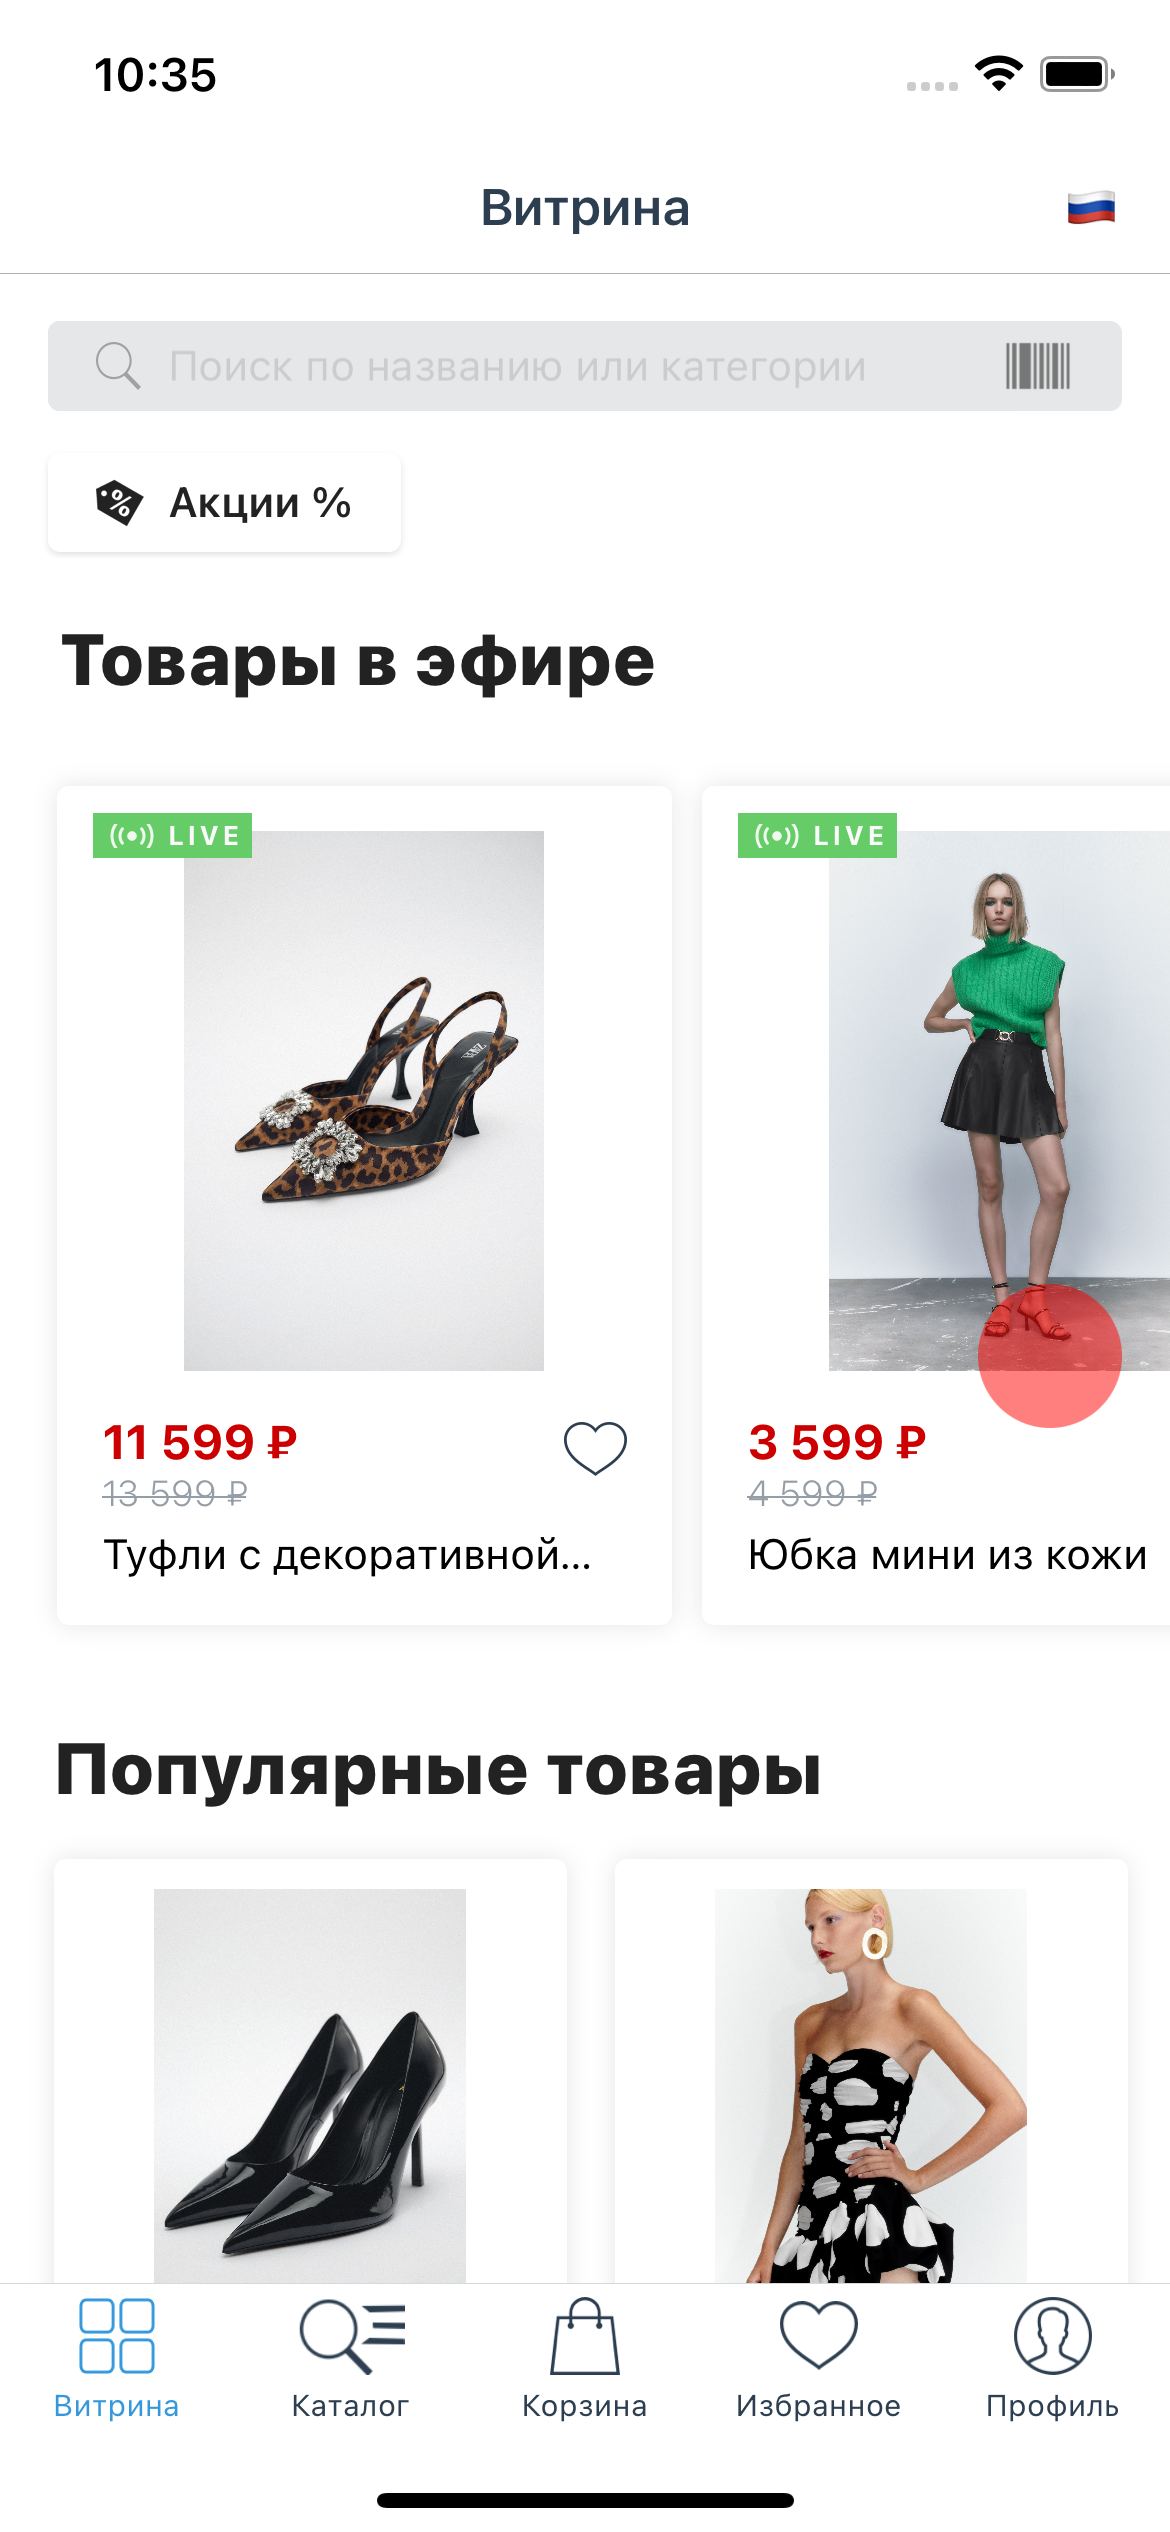 10:35
Витрина
Поиск по названию или категории
Акции %
Товары в эфире
LIVE
LIVE
11 599 ₽
13 599 ₽
Туфли с декоративной...
3 599 ₽
4 599 ₽
Юбка мини из кожи
Популярные товары
Витрина
Каталог
Корзина
Избранное
Профиль